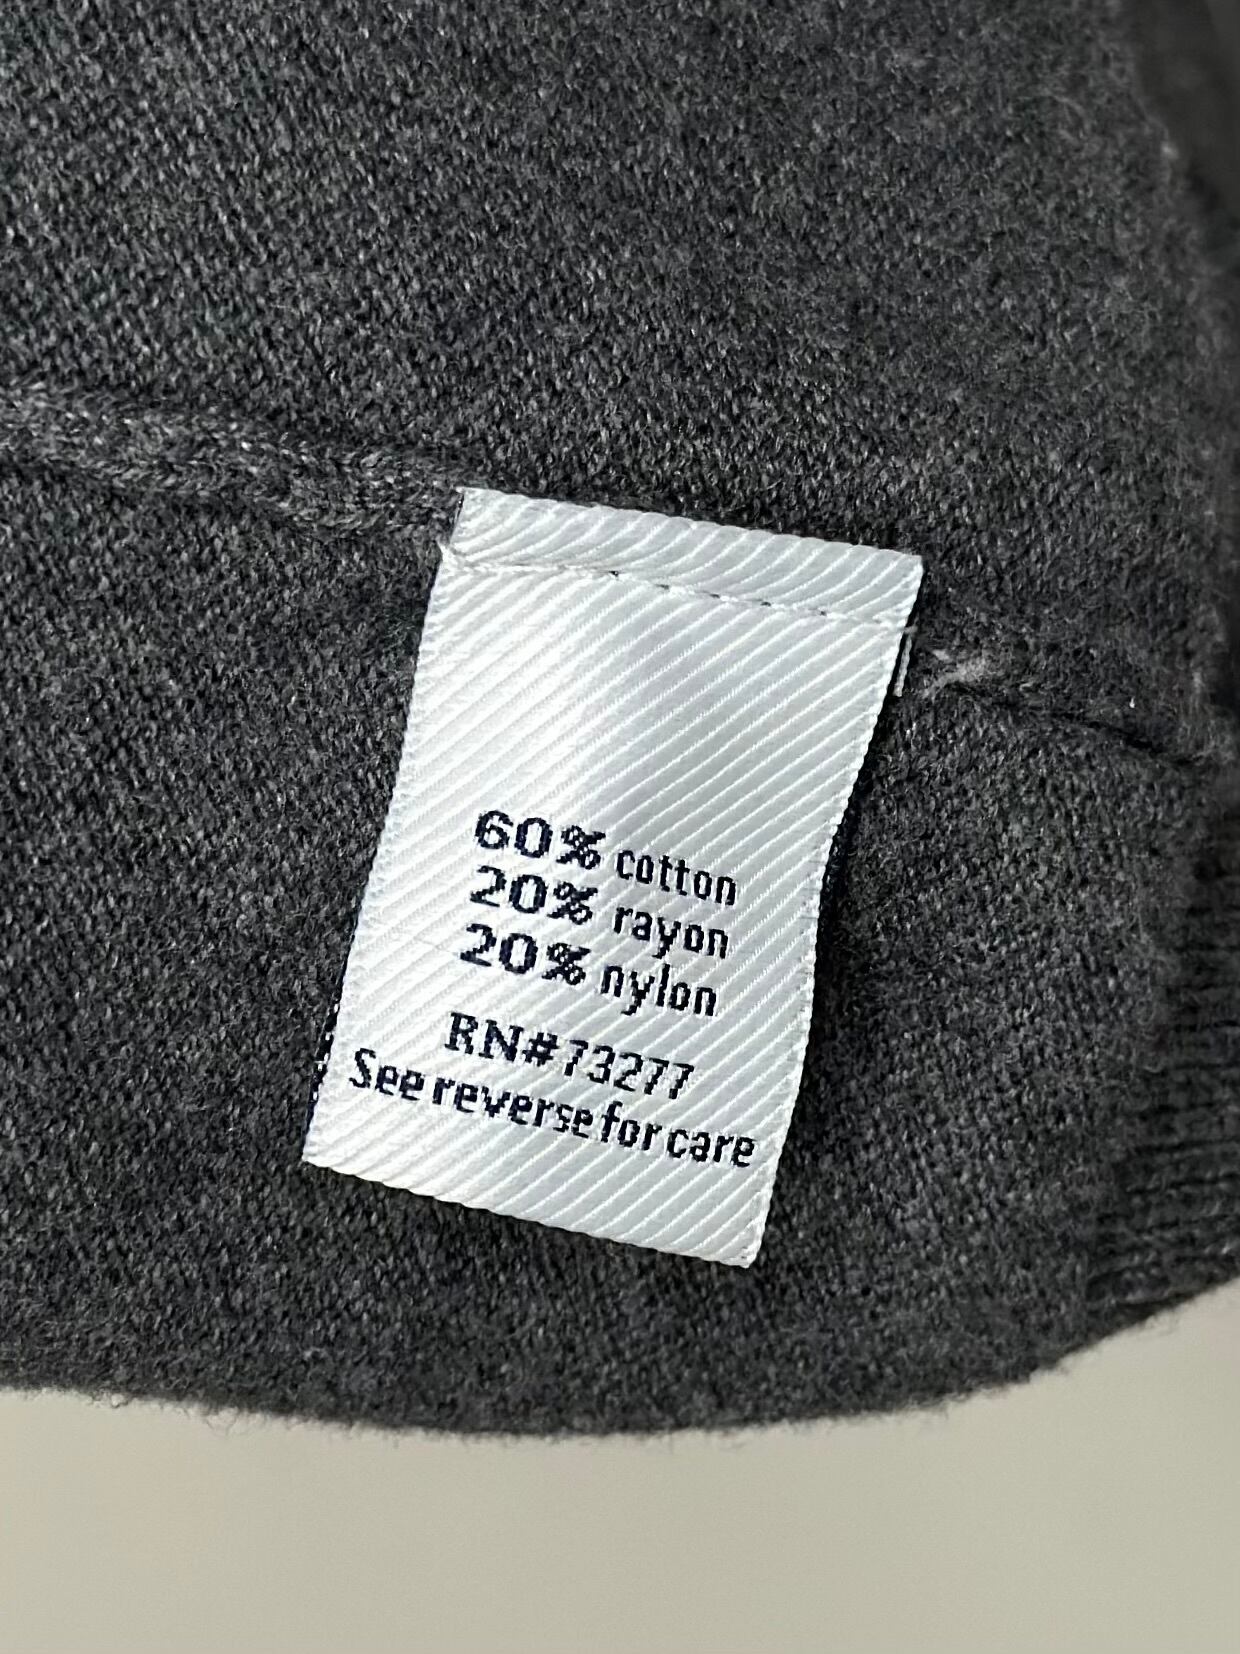 60% cotton
20% rayon
20% nylon
RN#73277
See reverse for care